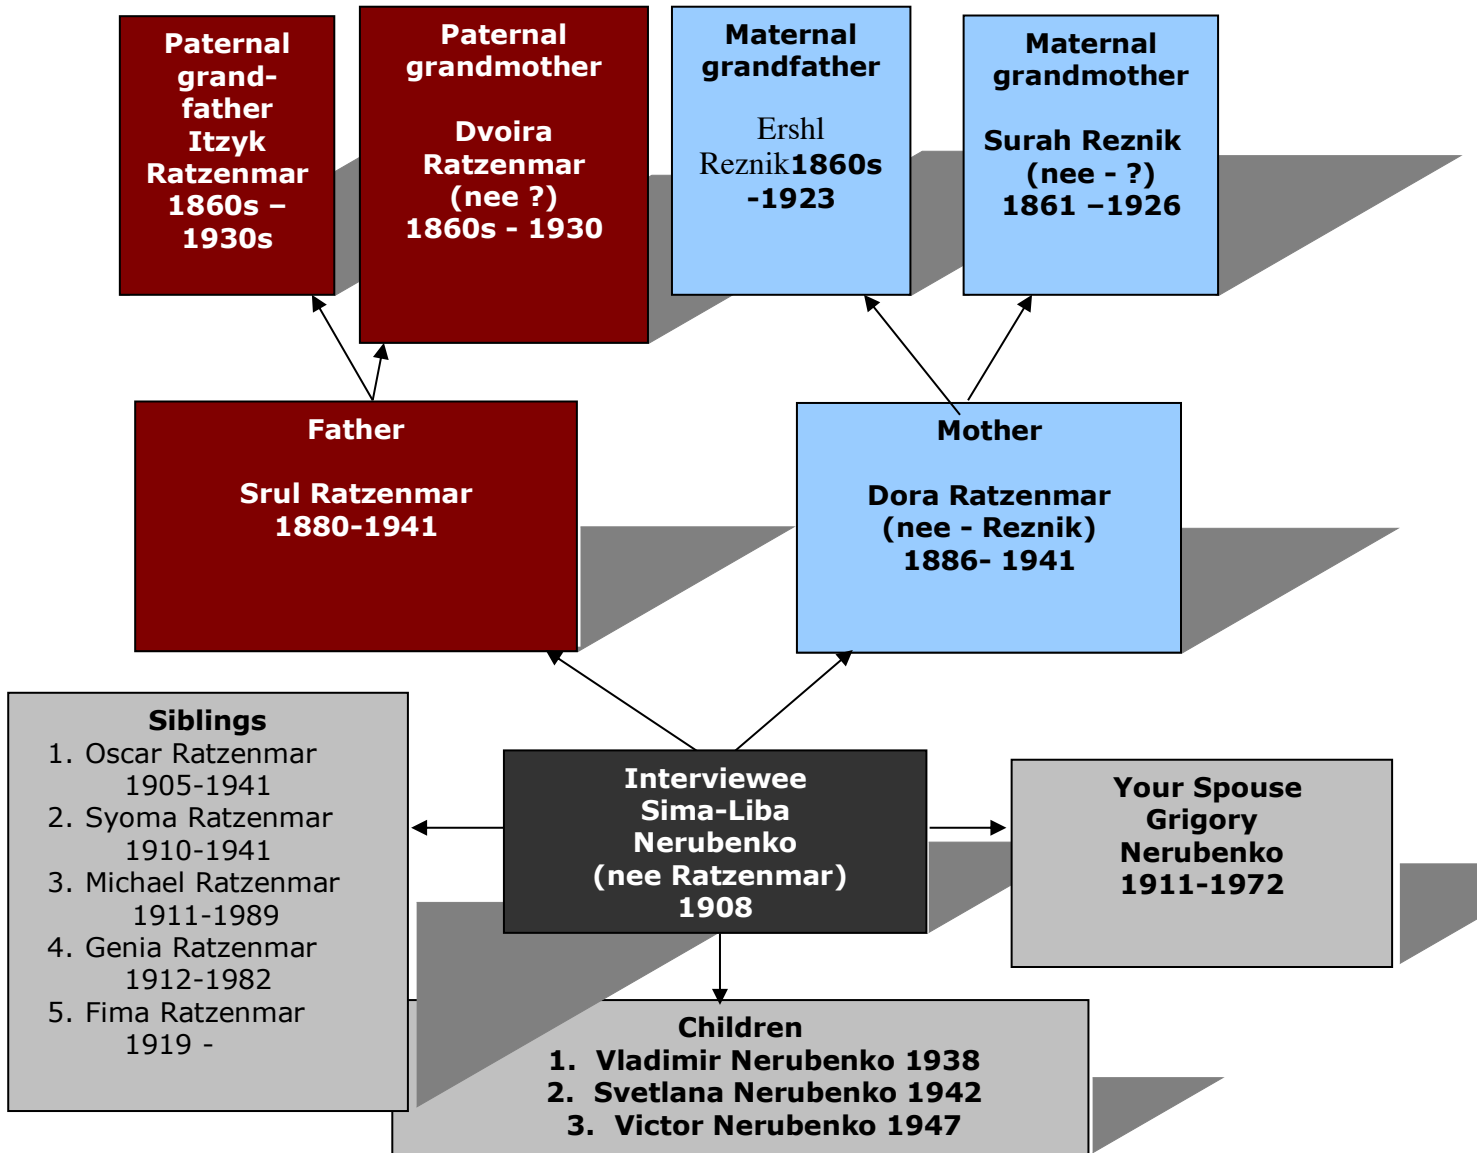 Paternal
grand-
father
Itzyk
Ratzenmar
1860s –
1930s
Paternal
grandmother
Dvoira
Ratzenmar
(nee ?)
1860s - 1930
Maternal
grandfather
Ershl
Reznik1860s
-1923
Maternal
grandmother
Surah Reznik
(nee - ?)
1861 –1926
Father
Srul Ratzenmar
1880-1941
Mother
Dora Ratzenmar
(nee - Reznik)
1886- 1941
Siblings
1. Oscar Ratzenmar
1905-1941
2. Syoma Ratzenmar
1910-1941
3. Michael Ratzenmar
1911-1989
4. Genia Ratzenmar
1912-1982
5. Fima Ratzenmar
1919 -
Interviewee
Sima-Liba
Nerubenko
(nee Ratzenmar)
1908
Your Spouse
Grigory
Nerubenko
1911-1972
Children
1. Vladimir Nerubenko 1938
2. Svetlana Nerubenko 1942
3. Victor Nerubenko 1947